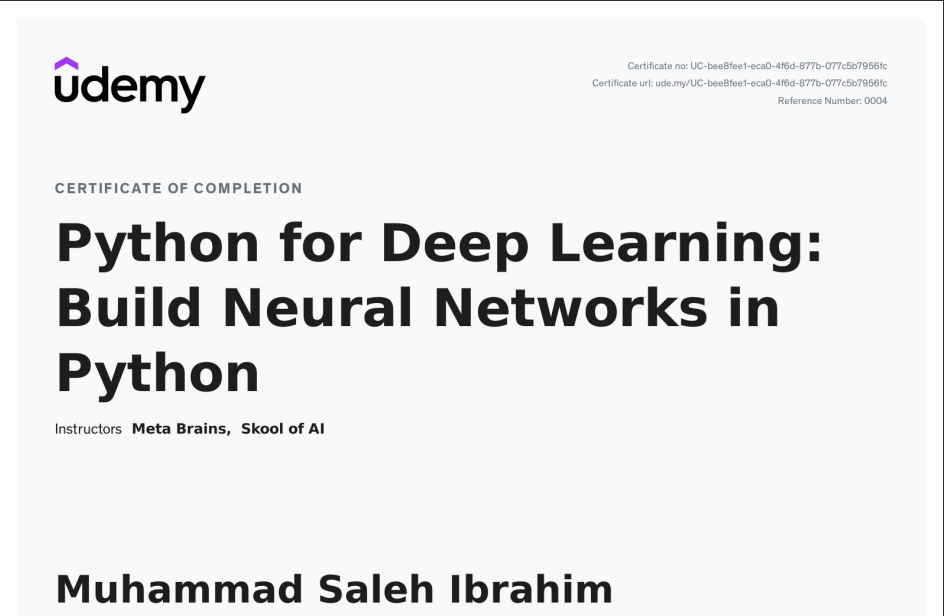 udemy
Certificate no: UC-bee8fee1-eca0-4f6d-877b-077c5b7956fc
Certificate url: ude.my/UC-bee8fee1-eca0-4f6d-877b-077c5b7956fc
Reference Number: 0004
CERTIFICATE OF COMPLETION
Python for Deep Learning:
Build Neural Networks in
Python
Instructors Meta Brains, Skool of AI
Muhammad Saleh Ibrahim